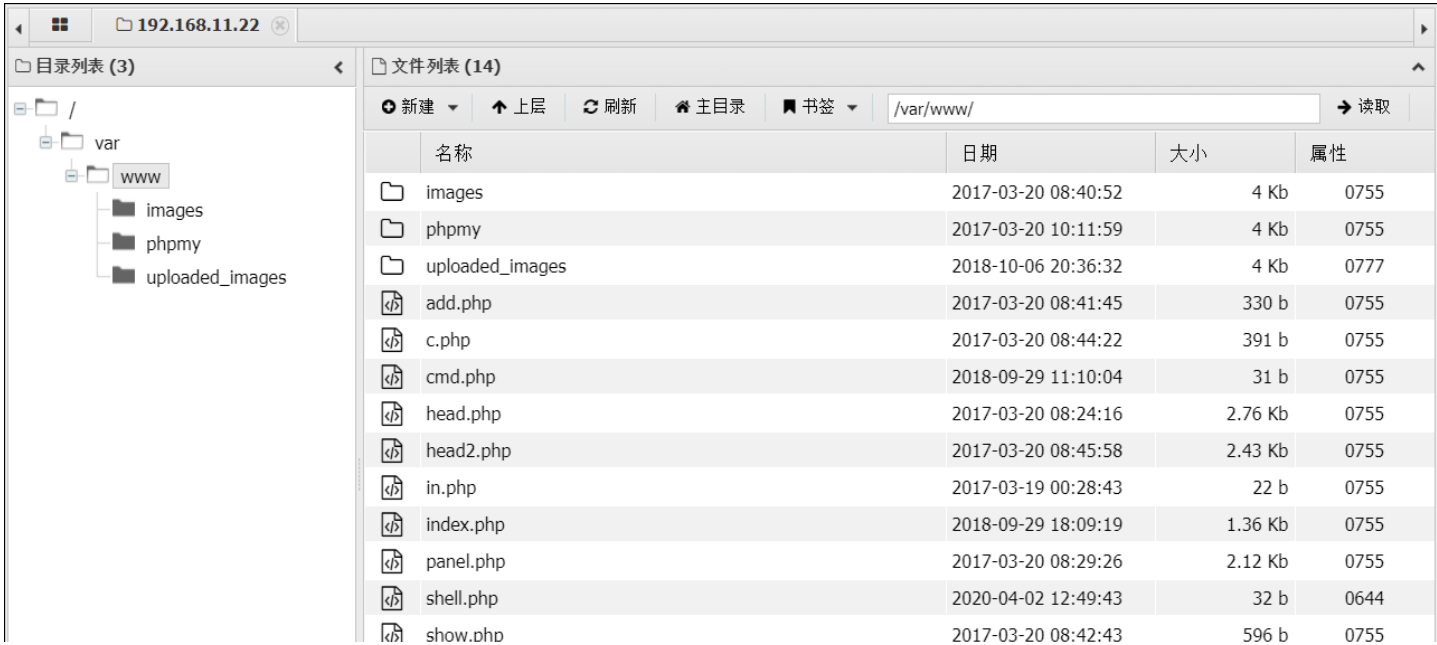 192.168.11.22
目录列表 (3)
文件列表 (14)
新建 上层 刷新 主目录 书签 /var/www/ 读取
/
var
www
images
phpmy
uploaded_images
名称 日期 大小 属性
images 2017-03-20 08:40:52 4 Kb 0755
phpmy 2017-03-20 10:11:59 4 Kb 0755
uploaded_images 2018-10-06 20:36:32 4 Kb 0777
add.php 2017-03-20 08:41:45 330 b 0755
c.php 2017-03-20 08:44:22 391 b 0755
cmd.php 2018-09-29 11:10:04 31 b 0755
head.php 2017-03-20 08:24:16 2.76 Kb 0755
head2.php 2017-03-20 08:45:58 2.43 Kb 0755
in.php 2017-03-19 00:28:43 22 b 0755
index.php 2018-09-29 18:09:19 1.36 Kb 0755
panel.php 2017-03-20 08:29:26 2.12 Kb 0755
shell.php 2020-04-02 12:49:43 32 b 0644
show.php 2017-03-20 08:42:43 596 b 0755